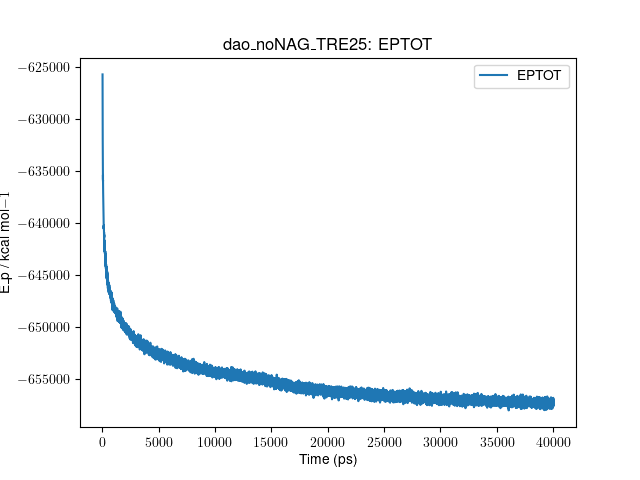 dao_noNAG_TRE25: EPTOT
EPTOT
−625000
−630000
−635000
−640000
−645000
−650000
−655000
E_p / kcal mol−1
0 5000 10000 15000 20000 25000 30000 35000 40000
Time (ps)